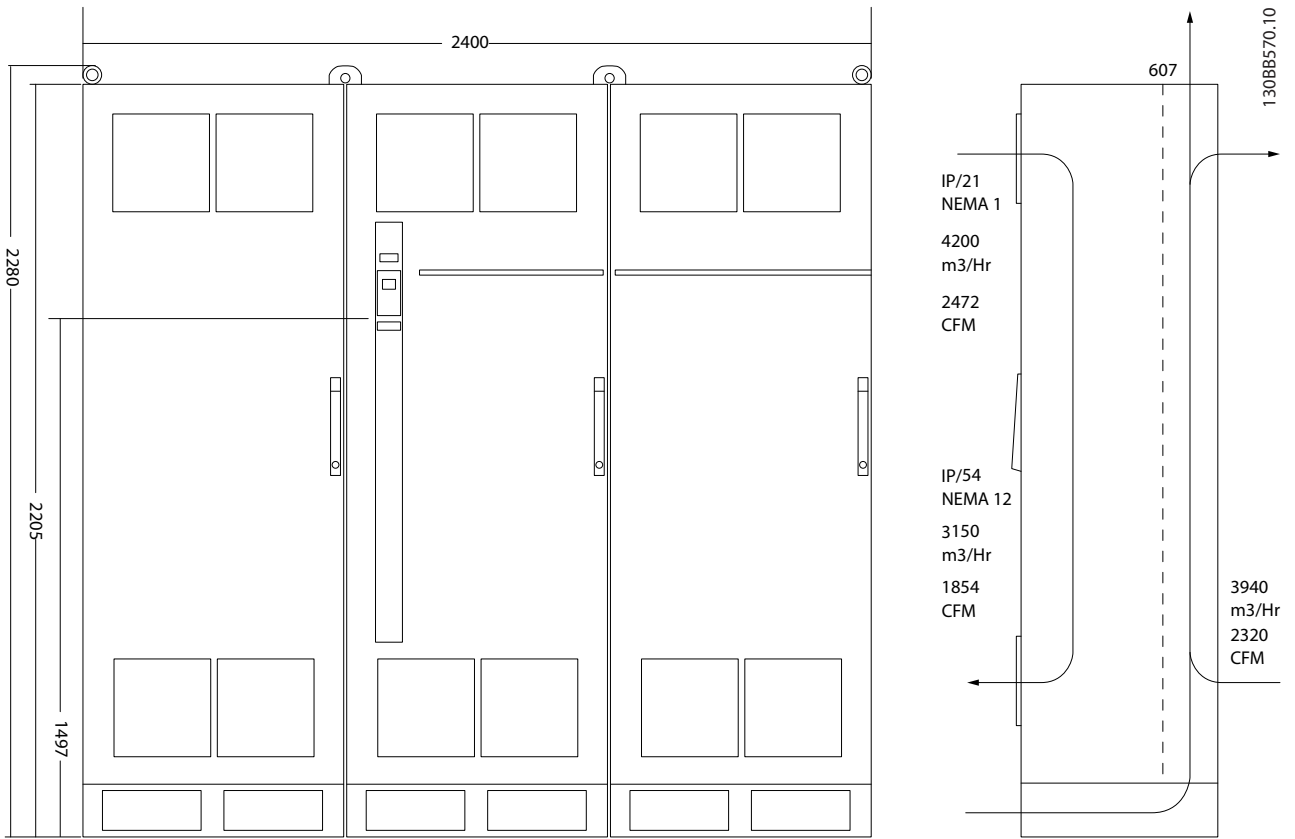 2400
2280
2205
1497
607
130BB570.10
IP/21
NEMA 1
4200
m3/Hr
2472
CFM
IP/54
NEMA 12
3150
m3/Hr
1854
CFM
3940
m3/Hr
2320
CFM